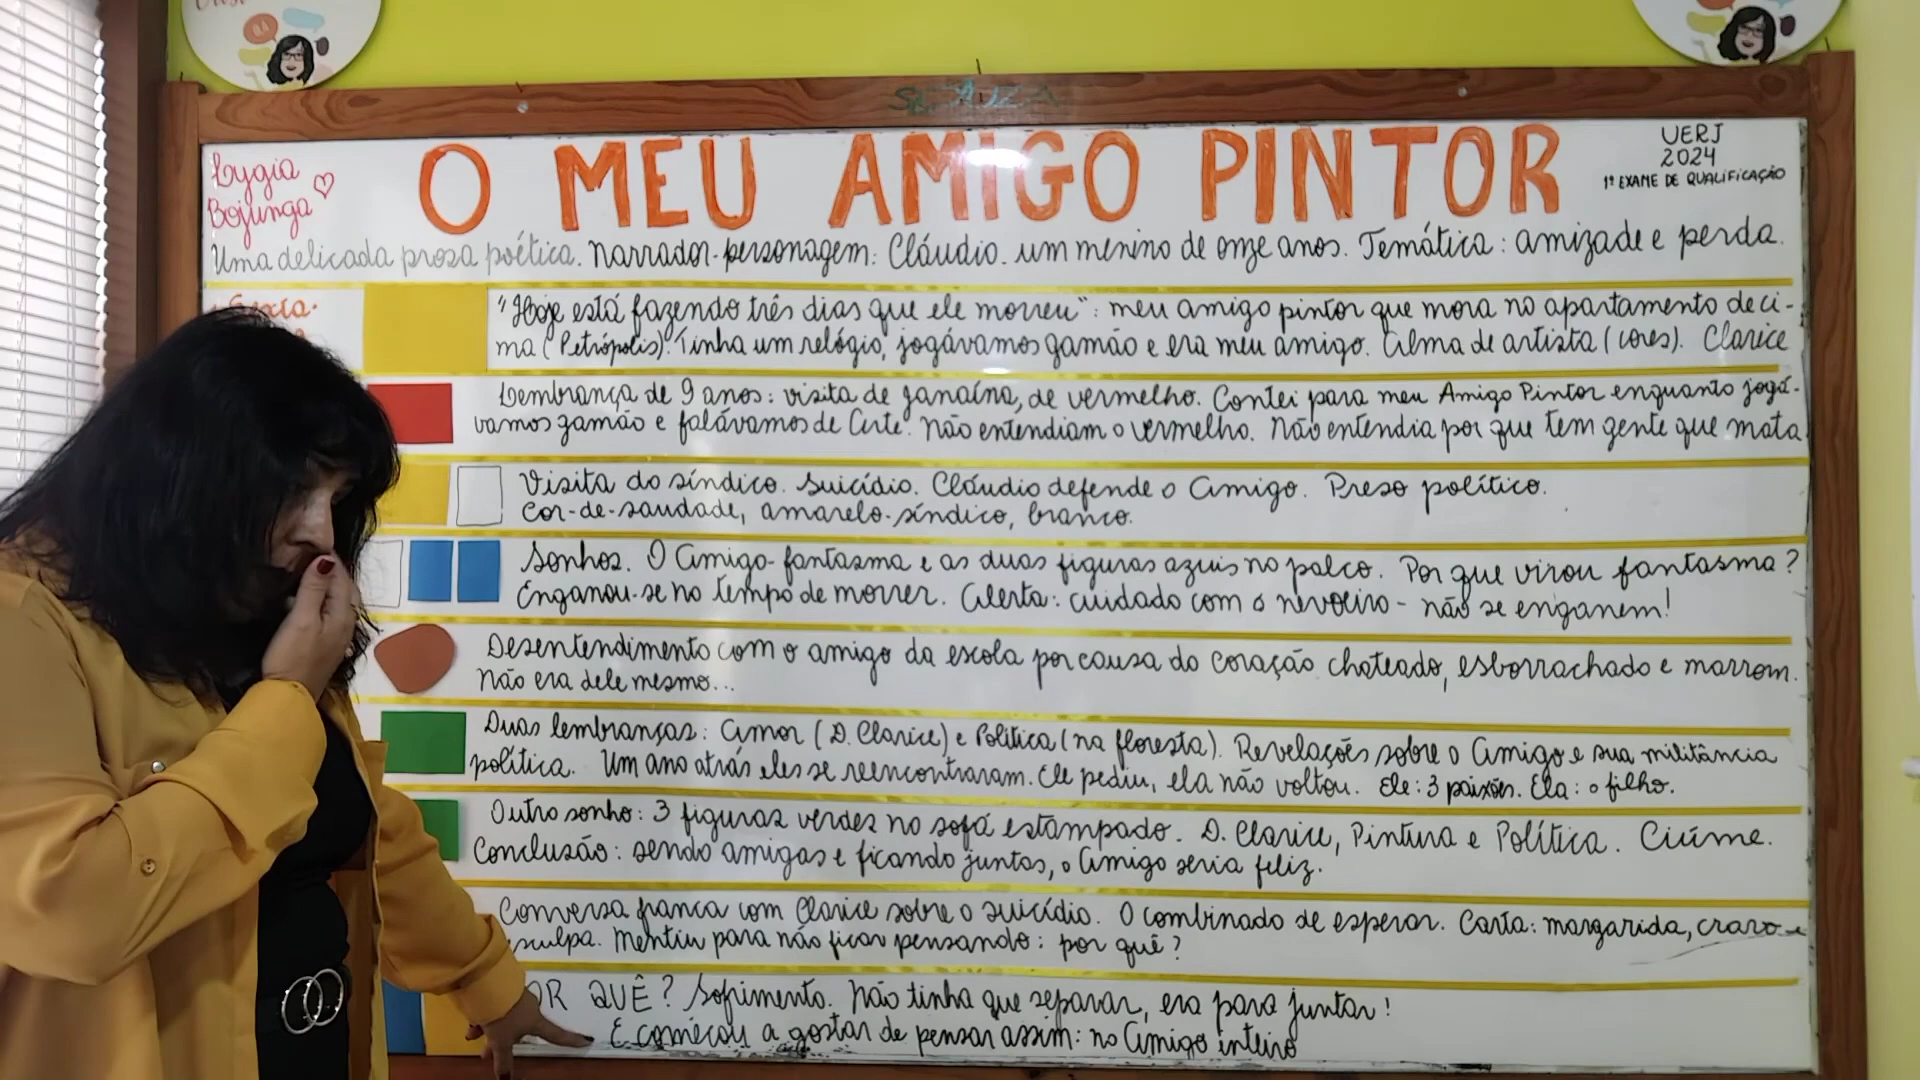 Lygia
Bojunga
O MEU AMIGO PINTOR
UERJ
2024
1º EXAME DE QUALIFICAÇÃO
Uma delicada prosa poética. Narrador-personagem: Cláudio. um menino de onze anos. Temática: amizade e perda.
"Hoje está fazendo três dias que ele morreu": meu amigo pintor que mora no apartamento de ci-
ma (Petrópolis). Tinha um relógio, jogávamos gamão e era meu amigo. Alma de artista (cores). Clarice
Lembrança de 9 anos: visita de Janaína, de vermelho. Contei para meu Amigo Pintor enquanto jogá-
vamos gamão e falávamos de Arte. Não entendiam o vermelho. Não entendia por que tem gente que mata
Visita do síndico. Suicídio. Cláudio defende o Amigo. Preso político.
Cor-de-saudade, amarelo-síndico, branco.
Sonhos. O Amigo-fantasma e as duas figuras azuis no palco. Por que virou fantasma?
Enganou-se no tempo de morrer. Alerta: cuidado com o nevoeiro - não se enganem!
Desentendimento com o amigo da escola por causa do coração chateado, esborrachado e marrom.
Não era dele mesmo...
Duas lembranças: Amor (D. Clarice) e Política (na floresta). Revelações sobre o Amigo e sua militância
política. Um ano atrás eles se reencontraram. Ele pediu, ela não voltou. Ele: 3 paixões. Ela: o filho.
Outro sonho: 3 figuras verdes no sofá estampado. D. Clarice, Pintura e Política. Ciúme.
Conclusão: sendo amigas e ficando juntas, o Amigo seria feliz.
Conversa franca com Clarice sobre o suicídio. O combinado de esperar. Carta: margarida, cravo e
sculpa. Mentiu para não ficar pensando: por quê?
OR QUÊ? Sofrimento. Não tinha que separar, era para juntar!
E começou a gostar de pensar assim: no Amigo inteiro